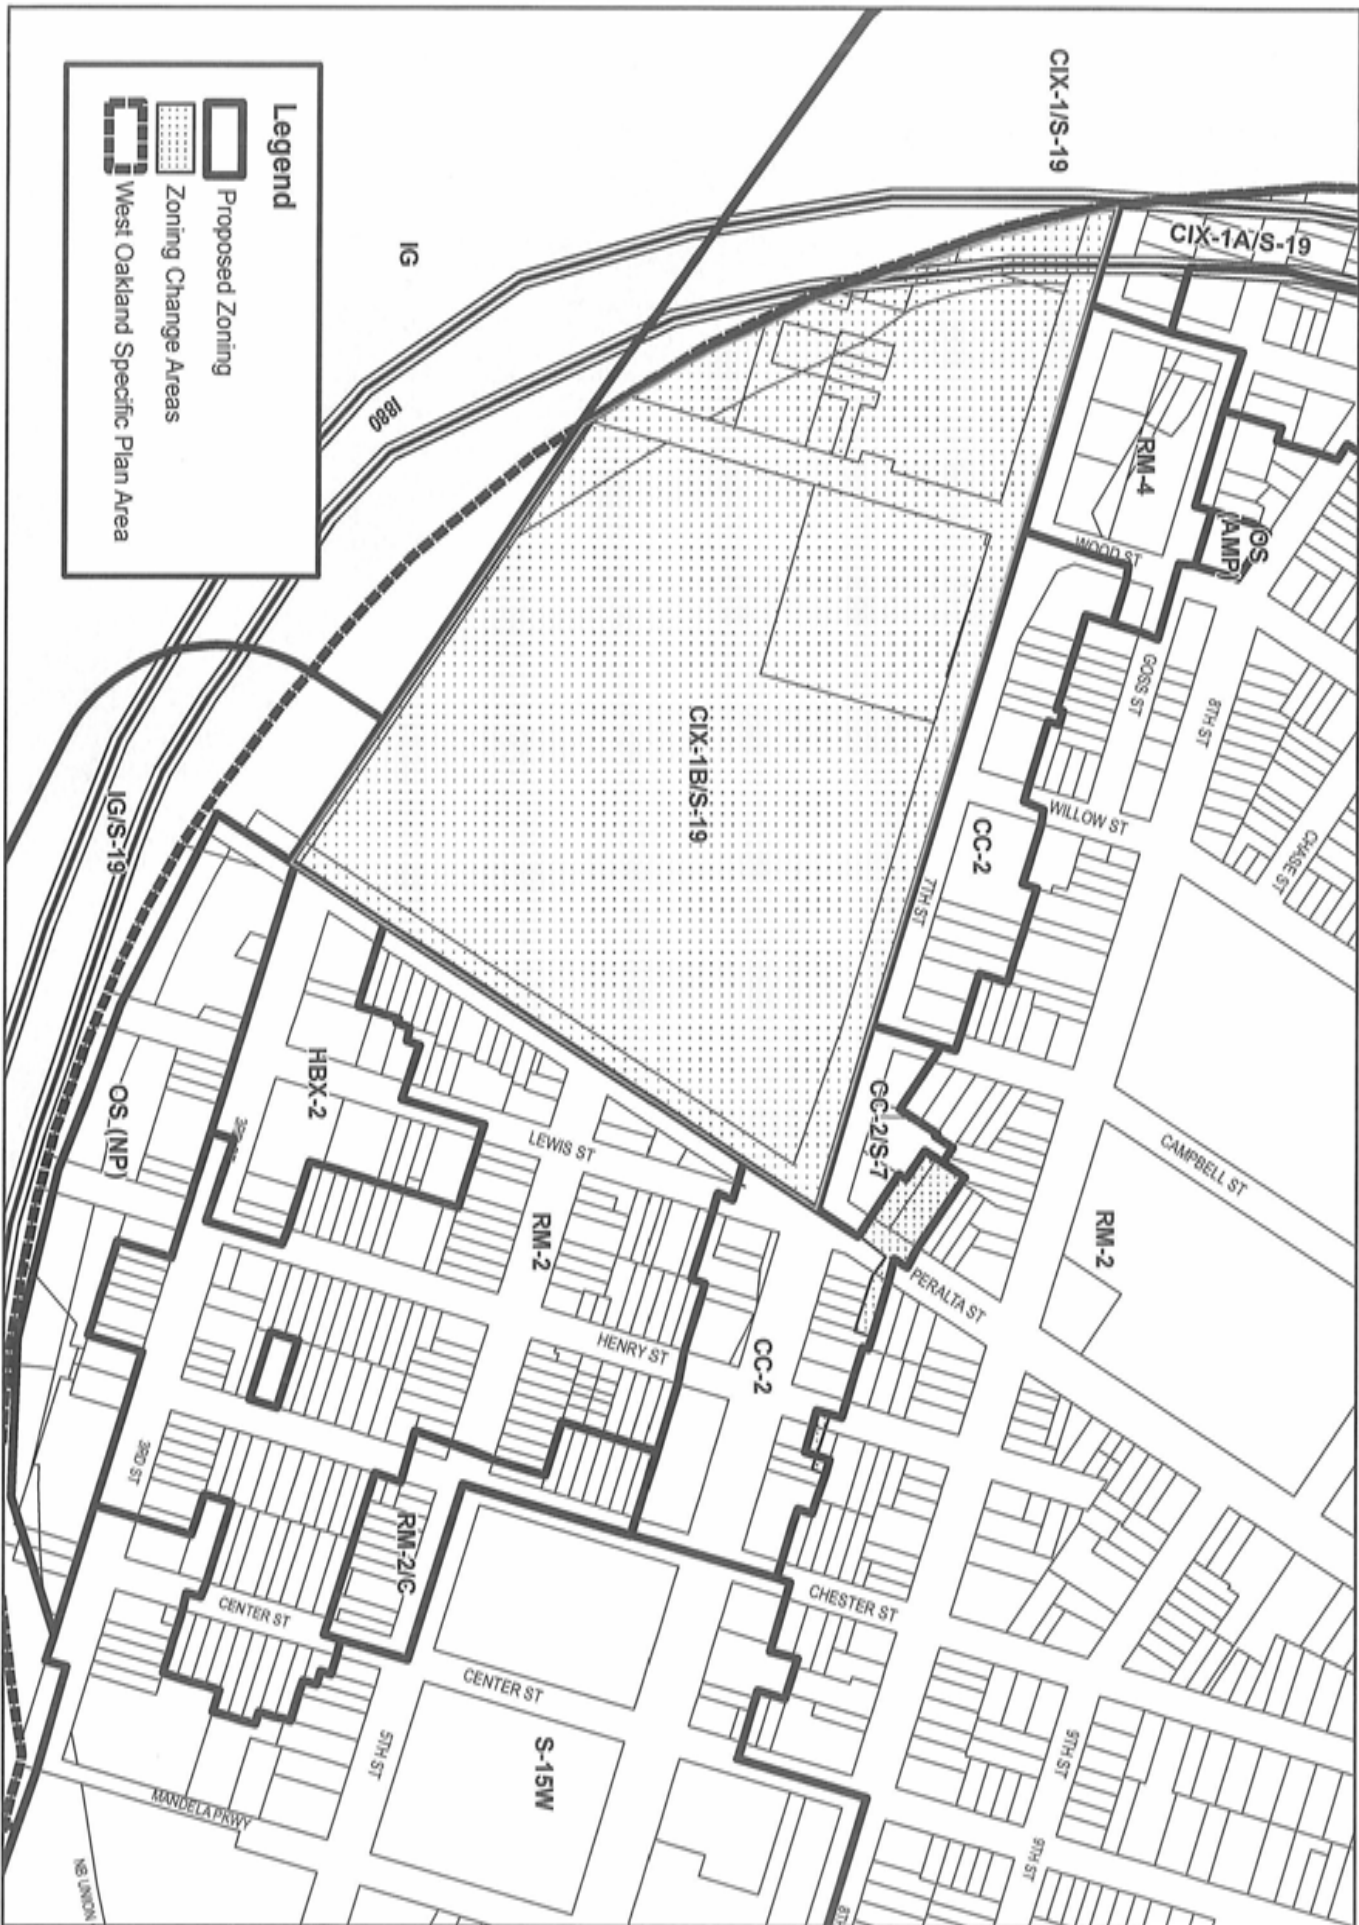 Legend
Proposed Zoning
Zoning Change Areas
West Oakland Specific Plan Area
CIX-1/S-19
CIX-1A/S-19
IG
I880
RM-4
OS
(AMP)
WOOD ST
GOSS ST
8TH ST
WILLOW ST
CHASE ST
CC-2
7TH ST
CIX-1B/S-19
IG/S-19
CC-2/S-7
CAMPBELL ST
RM-2
PERALTA ST
HBX-2
OS (NP)
LEWIS ST
RM-2
HENRY ST
CC-2
3RD ST
RM-2/C
CENTER ST
CHESTER ST
CENTER ST
S-15W
5TH ST
9TH ST
9TH ST
MANDELA PKWY
NB UNION